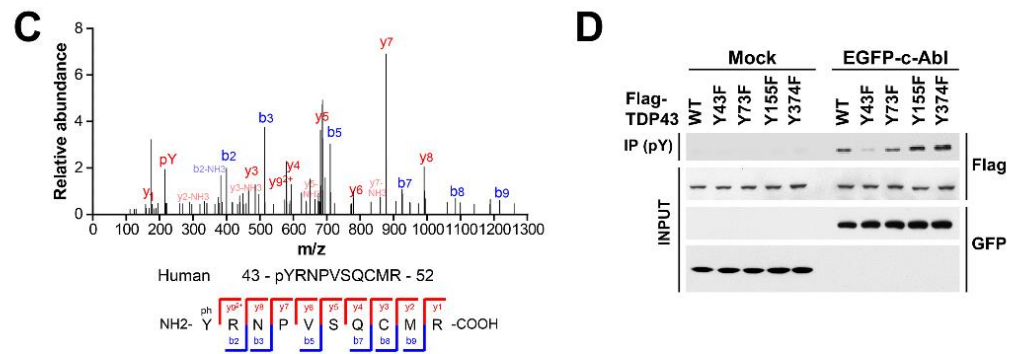 C
8
6
4
2
0
Relative abundance
y7
b3
y5
b5
pY
b2
b2-NH3
y3
y9²⁺
y4
y8
y2-NH3
y3-NH3
y7-NH3
y6
b7
b8
b9
0 100 200 300 400 500 600 700 800 900 1000 1100 1200 1300
m/z
Human 43 - pYRNPVSQCMR - 52
ph y9²⁺ y8 y7 y6 y5 y4 y3 y2 y1
NH2- Y R N P V S Q C M R -COOH
b2 b3 b5 b7 b8 b9
D
Mock EGFP-c-Abl
Flag-TDP43
WT Y43F Y73F Y155F Y374F WT Y43F Y73F Y155F Y374F
IP (pY)
INPUT
Flag
GFP